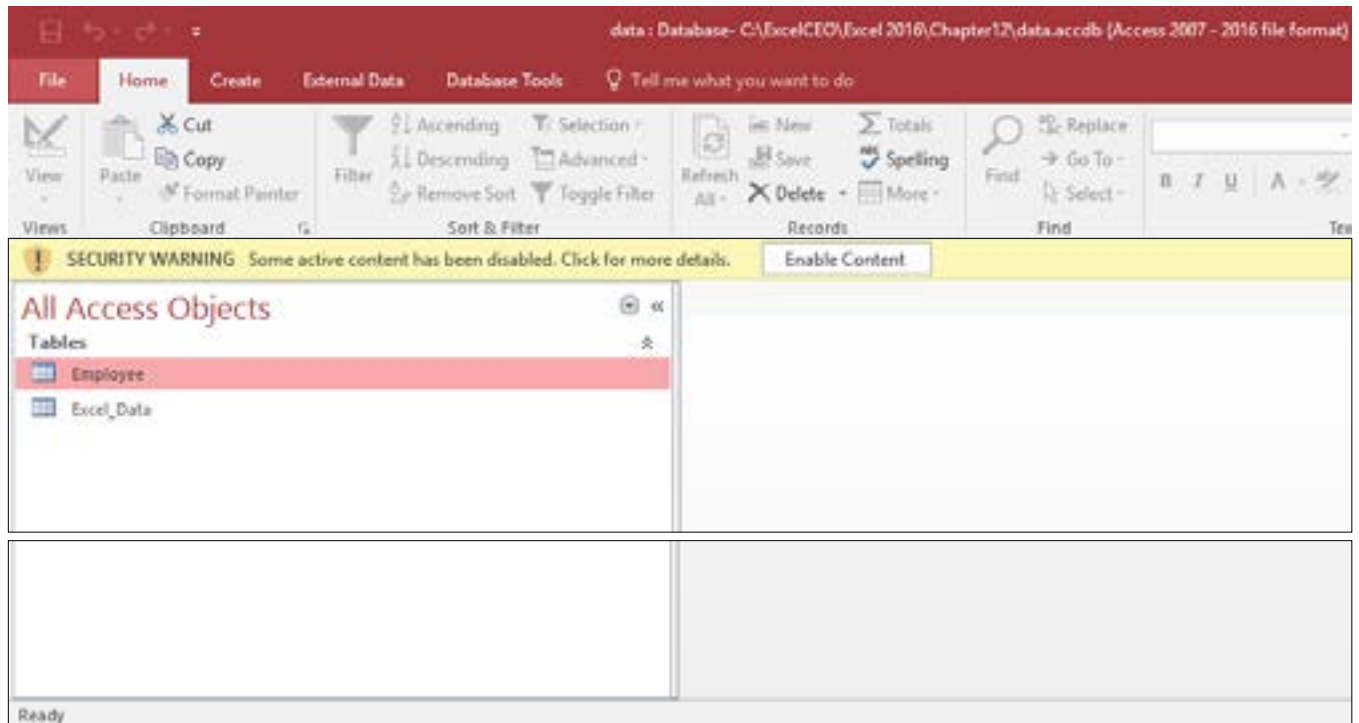 data : Database- C:\ExcelCEO\Excel 2016\Chapter12\data.accdb (Access 2007 - 2016 file format)
File Home Create External Data Database Tools Tell me what you want to do
Cut Ascending Selection New Totals Replace
View Paste Copy Filter Descending Advanced Refresh All Save Spelling Find Go To
Format Painter Remove Sort Toggle Filter Delete More Select B I U A
Views Clipboard Sort & Filter Records Find
SECURITY WARNING Some active content has been disabled. Click for more details. Enable Content
All Access Objects
Tables
Employee
Excel_Data
Ready